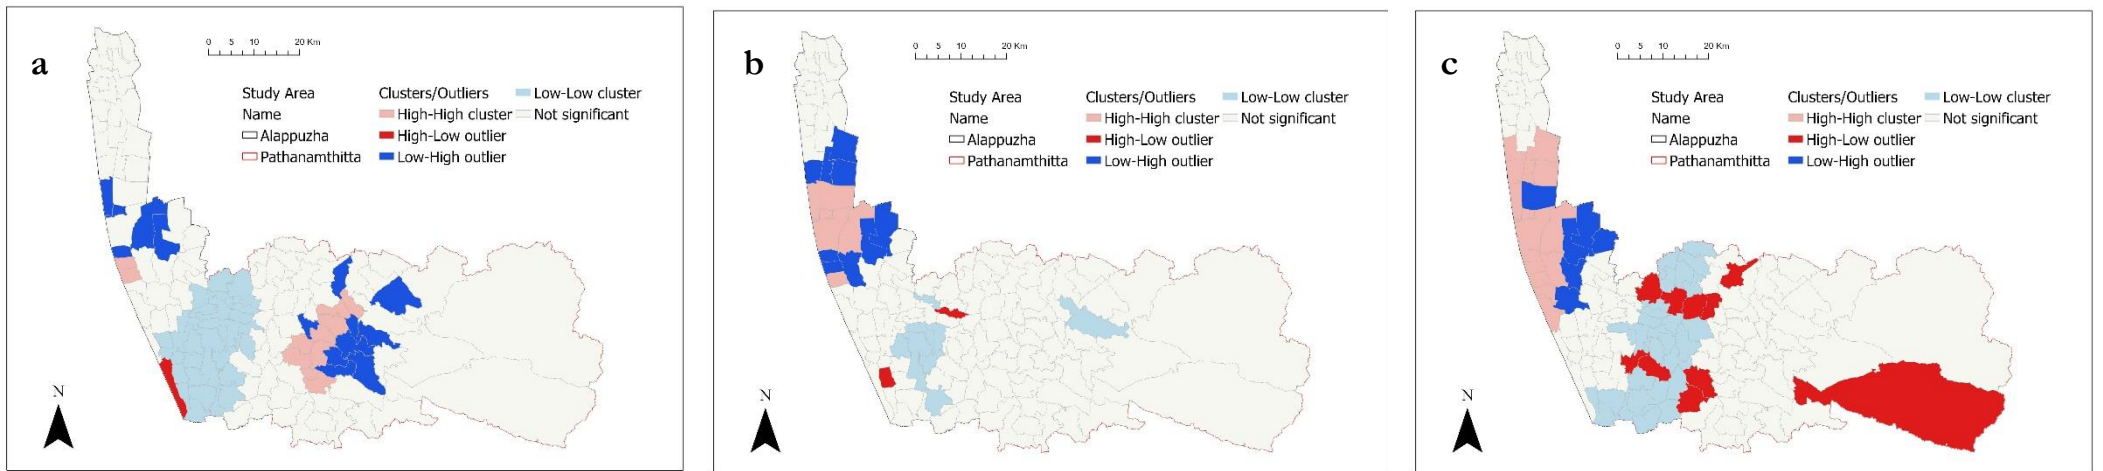 a
0 5 10 20 Km
Study Area Clusters/Outliers Low-Low cluster
Name High-High cluster Not significant
Alappuzha High-Low outlier
Pathanamthitta Low-High outlier
N
b
0 5 10 20 Km
Study Area Clusters/Outliers Low-Low cluster
Name High-High cluster Not significant
Alappuzha High-Low outlier
Pathanamthitta Low-High outlier
N
c
0 5 10 20 Km
Study Area Clusters/Outliers Low-Low cluster
Name High-High cluster Not significant
Alappuzha High-Low outlier
Pathanamthitta Low-High outlier
N